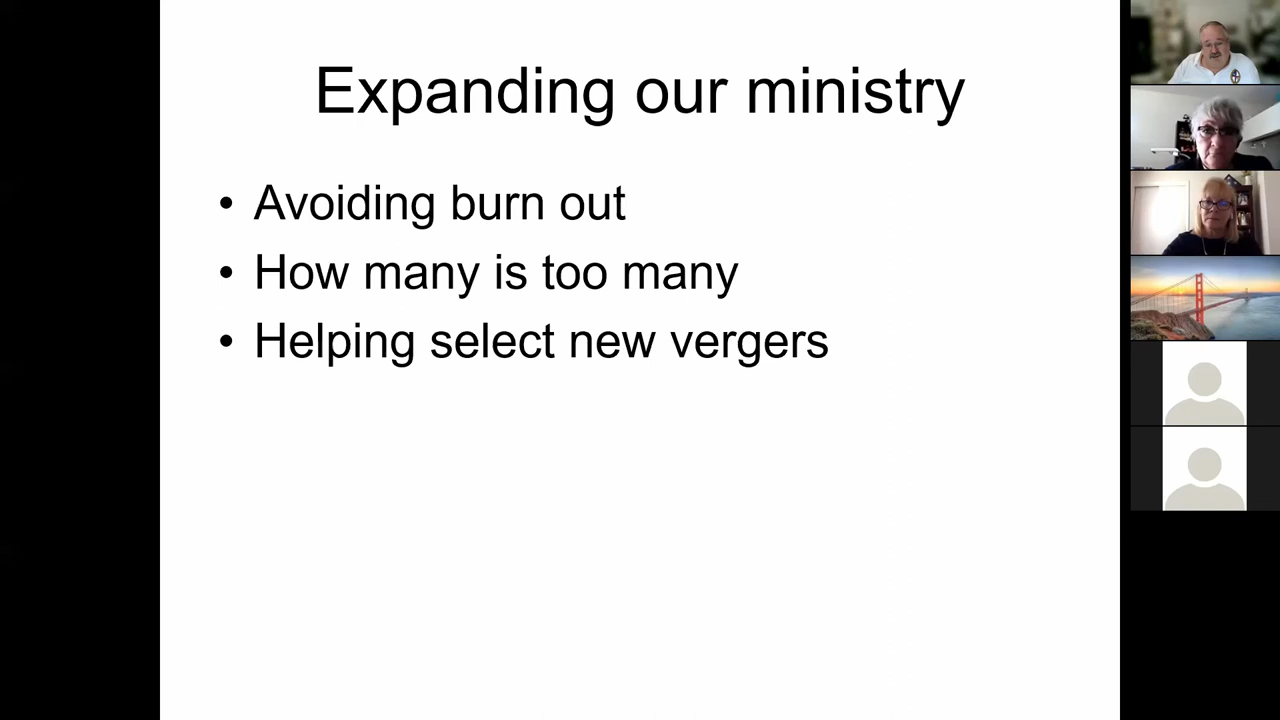 Expanding our ministry
• Avoiding burn out
• How many is too many
• Helping select new vergers